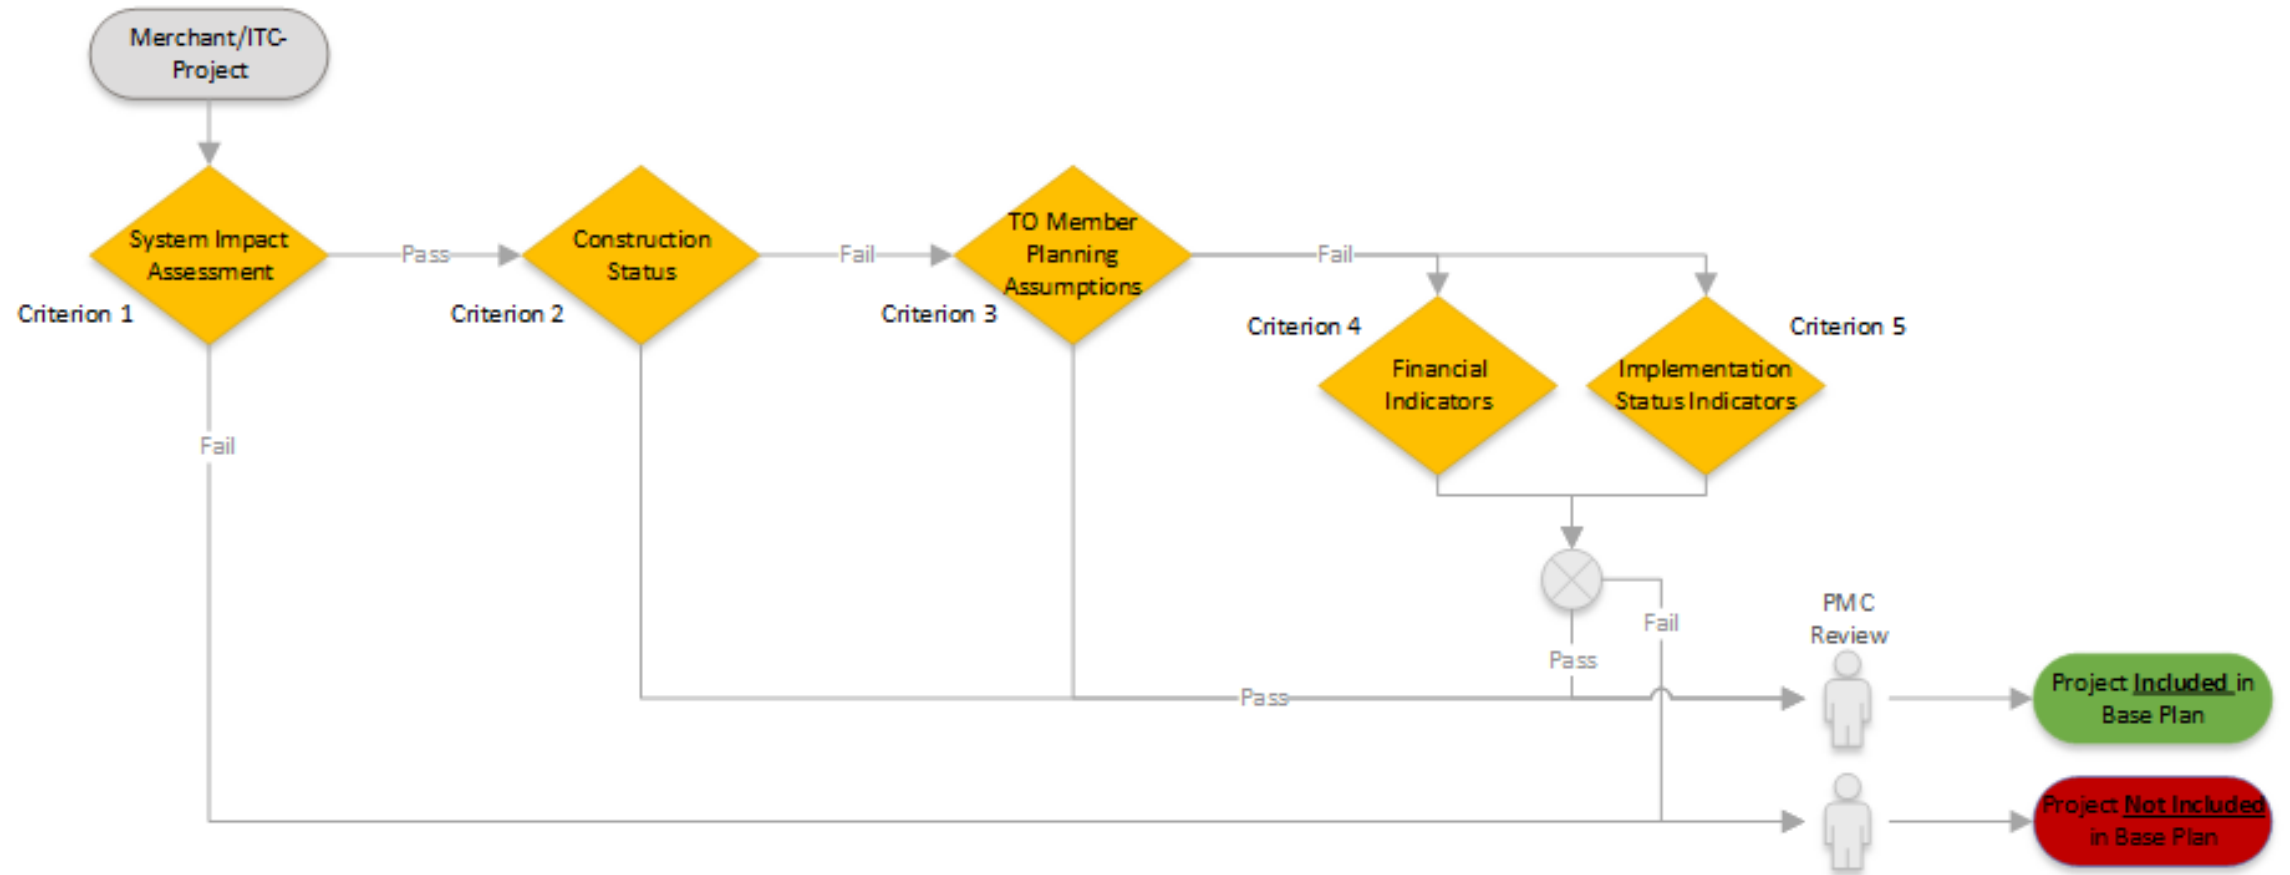 Merchant/ITC-
Project
System Impact
Assessment
Criterion 1
Pass
Construction
Status
Criterion 2
Fail
TO Member
Planning
Assumptions
Criterion 3
Fail
Criterion 4
Financial
Indicators
Criterion 5
Implementation
Status Indicators
Fail
Pass
Fail
Pass
PMC
Review
Project Included in
Base Plan
Project Not Included
in Base Plan